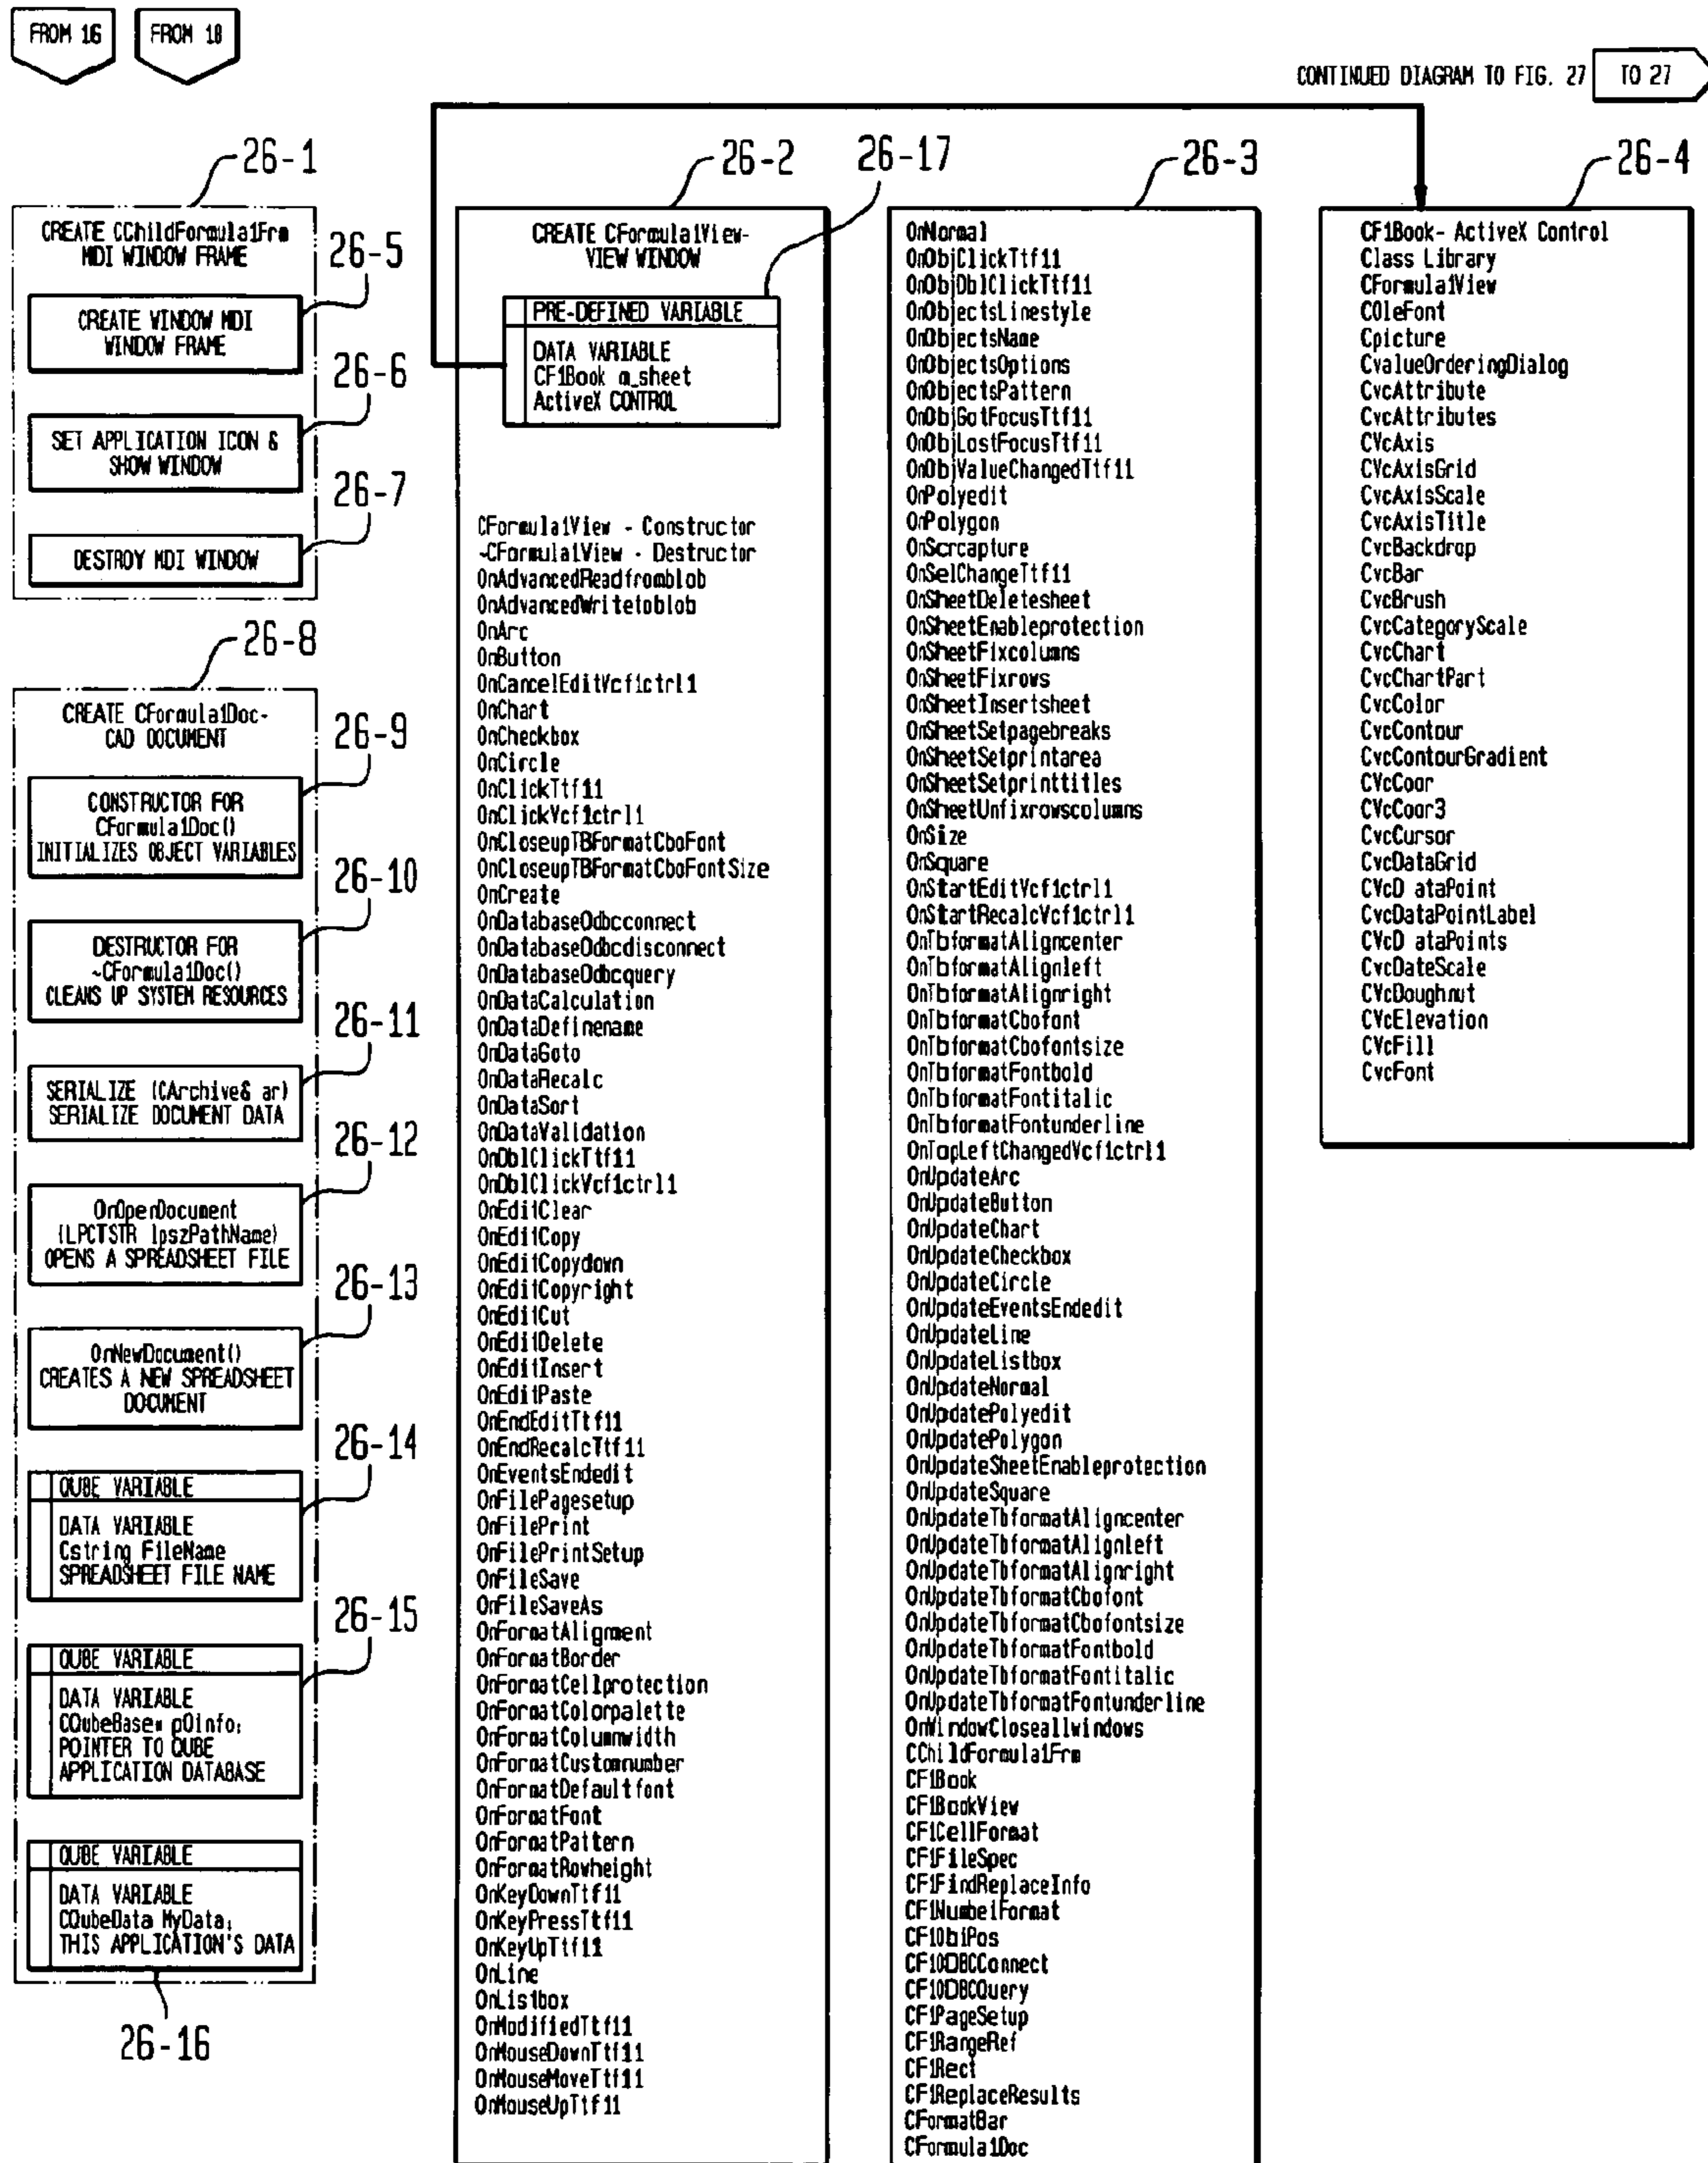 FROM 16
FROM 18
CONTINUED DIAGRAM TO FIG. 27
TO 27
26-1
CREATE CChildFormula1Frm
MDI WINDOW FRAME
26-5
CREATE WINDOW MDI
WINDOW FRAME
26-6
SET APPLICATION ICON &
SHOW WINDOW
26-7
DESTROY MDI WINDOW
26-8
CREATE CFormula1Doc-
CAD DOCUMENT
26-9
CONSTRUCTOR FOR
CFormula1Doc()
INITIALIZES OBJECT VARIABLES
26-10
DESTRUCTOR FOR
~CFormula1Doc()
CLEANS UP SYSTEM RESOURCES
26-11
SERIALIZE (CArchive& ar)
SERIALIZE DOCUMENT DATA
26-12
OnOpenDocument
(LPCTSTR lpszPathName)
OPENS A SPREADSHEET FILE
26-13
OnNewDocument()
CREATES A NEW SPREADSHEET
DOCUMENT
26-14
QUBE VARIABLE
DATA VARIABLE
Cstring FileName
SPREADSHEET FILE NAME
26-15
QUBE VARIABLE
DATA VARIABLE
CQubeBase* pQInfo;
POINTER TO QUBE
APPLICATION DATABASE
QUBE VARIABLE
DATA VARIABLE
CQubeData MyData;
THIS APPLICATION'S DATA
26-16
26-2
26-17
CREATE CFormula1View-
VIEW WINDOW
PRE-DEFINED VARIABLE
DATA VARIABLE
CF1Book m_sheet
ActiveX CONTROL
CFormula1View - Constructor
~CFormula1View - Destructor
OnAdvancedReadfromblob
OnAdvancedWritetoblob
OnArc
OnButton
OnCancelEditVcf1ctrl1
OnChart
OnCheckbox
OnCircle
OnClickTtf11
OnClickVcf1ctrl1
OnCloseupTBFormatCboFont
OnCloseupTBFormatCboFontSize
OnCreate
OnDatabaseOdbcconnect
OnDatabaseOdbcdisconnect
OnDatabaseOdbcquery
OnDataCalculation
OnDataDefinename
OnDataGoto
OnDataRecalc
OnDataSort
OnDataValidation
OnDblClickTtf11
OnDblClickVcf1ctrl1
OnEditClear
OnEditCopy
OnEditCopydown
OnEditCopyright
OnEditCut
OnEditDelete
OnEditInsert
OnEditPaste
OnEndEditTtf11
OnEndRecalcTtf11
OnEventsEndedit
OnFilePagesetup
OnFilePrint
OnFilePrintSetup
OnFileSave
OnFileSaveAs
OnFormatAligment
OnFormatBorder
OnFormatCellprotection
OnFormatColorpalette
OnFormatColumnwidth
OnFormatCustomnumber
OnFormatDefaultfont
OnFormatFont
OnFormatPattern
OnFormatRowheight
OnKeyDownTtf11
OnKeyPressTtf11
OnKeyUpTtf11
OnLine
OnListbox
OnModifiedTtf11
OnMouseDownTtf11
OnMouseMoveTtf11
OnMouseUpTtf11
26-3
OnNormal
OnObjClickTtf11
OnObjDblClickTtf11
OnObjectsLinestyle
OnObjectsName
OnObjectsOptions
OnObjectsPattern
OnObjGotFocusTtf11
OnObjLostFocusTtf11
OnObjValueChangedTtf11
OnPolyedit
OnPolygon
OnScrcapture
OnSelChangeTtf11
OnSheetDeletesheet
OnSheetEnableprotection
OnSheetFixcolumns
OnSheetFixrows
OnSheetInsertsheet
OnSheetSetpagebreaks
OnSheetSetprintarea
OnSheetSetprinttitles
OnSheetUnfixrowscolumns
OnSize
OnSquare
OnStartEditVcf1ctrl1
OnStartRecalcVcf1ctrl1
OnTbformatAligncenter
OnTbformatAlignleft
OnTbformatAlignright
OnTbformatCbofont
OnTbformatCbofontsize
OnTbformatFontbold
OnTbformatFontitalic
OnTbformatFontunderline
OnTopLeftChangedVcf1ctrl1
OnUpdateArc
OnUpdateButton
OnUpdateChart
OnUpdateCheckbox
OnUpdateCircle
OnUpdateEventsEndedit
OnUpdateLine
OnUpdateListbox
OnUpdateNormal
OnUpdatePolyedit
OnUpdatePolygon
OnUpdateSheetEnableprotection
OnUpdateSquare
OnUpdateTbformatAligncenter
OnUpdateTbformatAlignleft
OnUpdateTbformatAlignright
OnUpdateTbformatCbofont
OnUpdateTbformatCbofontsize
OnUpdateTbformatFontbold
OnUpdateTbformatFontitalic
OnUpdateTbformatFontunderline
OnWindowCloseallwindows
CChildFormula1Frm
CF1Book
CF1BookView
CF1CellFormat
CF1FileSpec
CF1FindReplaceInfo
CF1NumbelFormat
CF1ObiPos
CF1ODBCConnect
CF1ODBCQuery
CF1PageSetup
CF1RangeRef
CF1Rect
CF1ReplaceResults
CFormatBar
CFormula1Doc
26-4
CF1Book- ActiveX Control
Class Library
CFormula1View
COleFont
Cpicture
CvalueOrderingDialog
CvcAttribute
CvcAttributes
CVcAxis
CVcAxisGrid
CvcAxisScale
CvcAxisTitle
CvcBackdrop
CvcBar
CvcBrush
CvcCategoryScale
CvcChart
CvcChartPart
CvcColor
CvcContour
CvcContourGradient
CVcCoor
CVcCoor3
CvcCursor
CvcDataGrid
CVcD ataPoint
CvcDataPointLabel
CVcD ataPoints
CvcDateScale
CVcDoughnut
CVcElevation
CVcFill
CvcFont